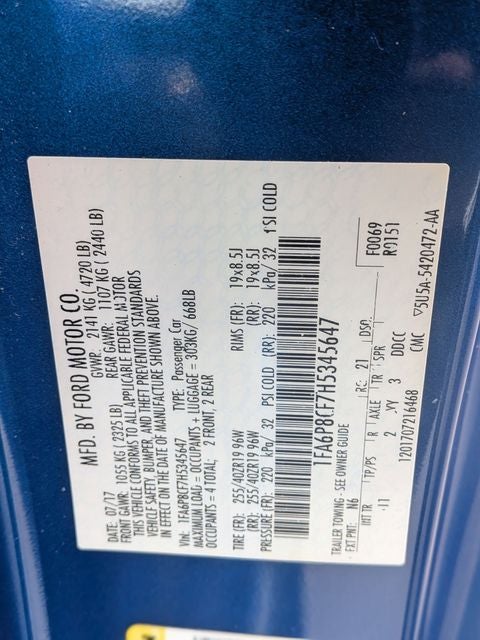 MFD. BY FORD MOTOR CO.
07/17 GVWR: 2141 KG ( 4720 LB)
FRONT GAWR: 1055 KG ( 2325 LB) REAR GAWR: 1107 KG ( 2440 LB)
THIS VEHICLE CONFORMS TO ALL APPLICABLE FEDERAL MOTOR
VEHICLE SAFETY, BUMPER, AND THEFT PREVENTION STANDARDS
IN EFFECT ON THE DATE OF MANUFACTURE SHOWN ABOVE.
VIN: 1FA6P8CF7H5345647 TYPE: Passenger Car
MAXIMUM LOAD = OCCUPANTS + LUGGAGE = 303KG/ 668LB
OCCUPANTS = 4 TOTAL; 2 FRONT, 2 REAR
TIRE (FR): 255/40ZR19 96W RIMS (FR): 19x8.5J
(RR): 255/40ZR19 96W (RR): 19x8.5J
PRESSURE (FR): 220 kPa/ 32 PSI COLD (RR): 220 kPa/ 32 PSI COLD
1FA6P8CF7H5345647
F0069
R0151
TRAILER TOWING - SEE OWNER GUIDE
EXT PNT: N6 RC: 21 DSO:
INT TR TP/PS R AXLE TR SPR
2 YY 3 1 DDCC
1201707216468 CMC 5U5A-5420472-AA